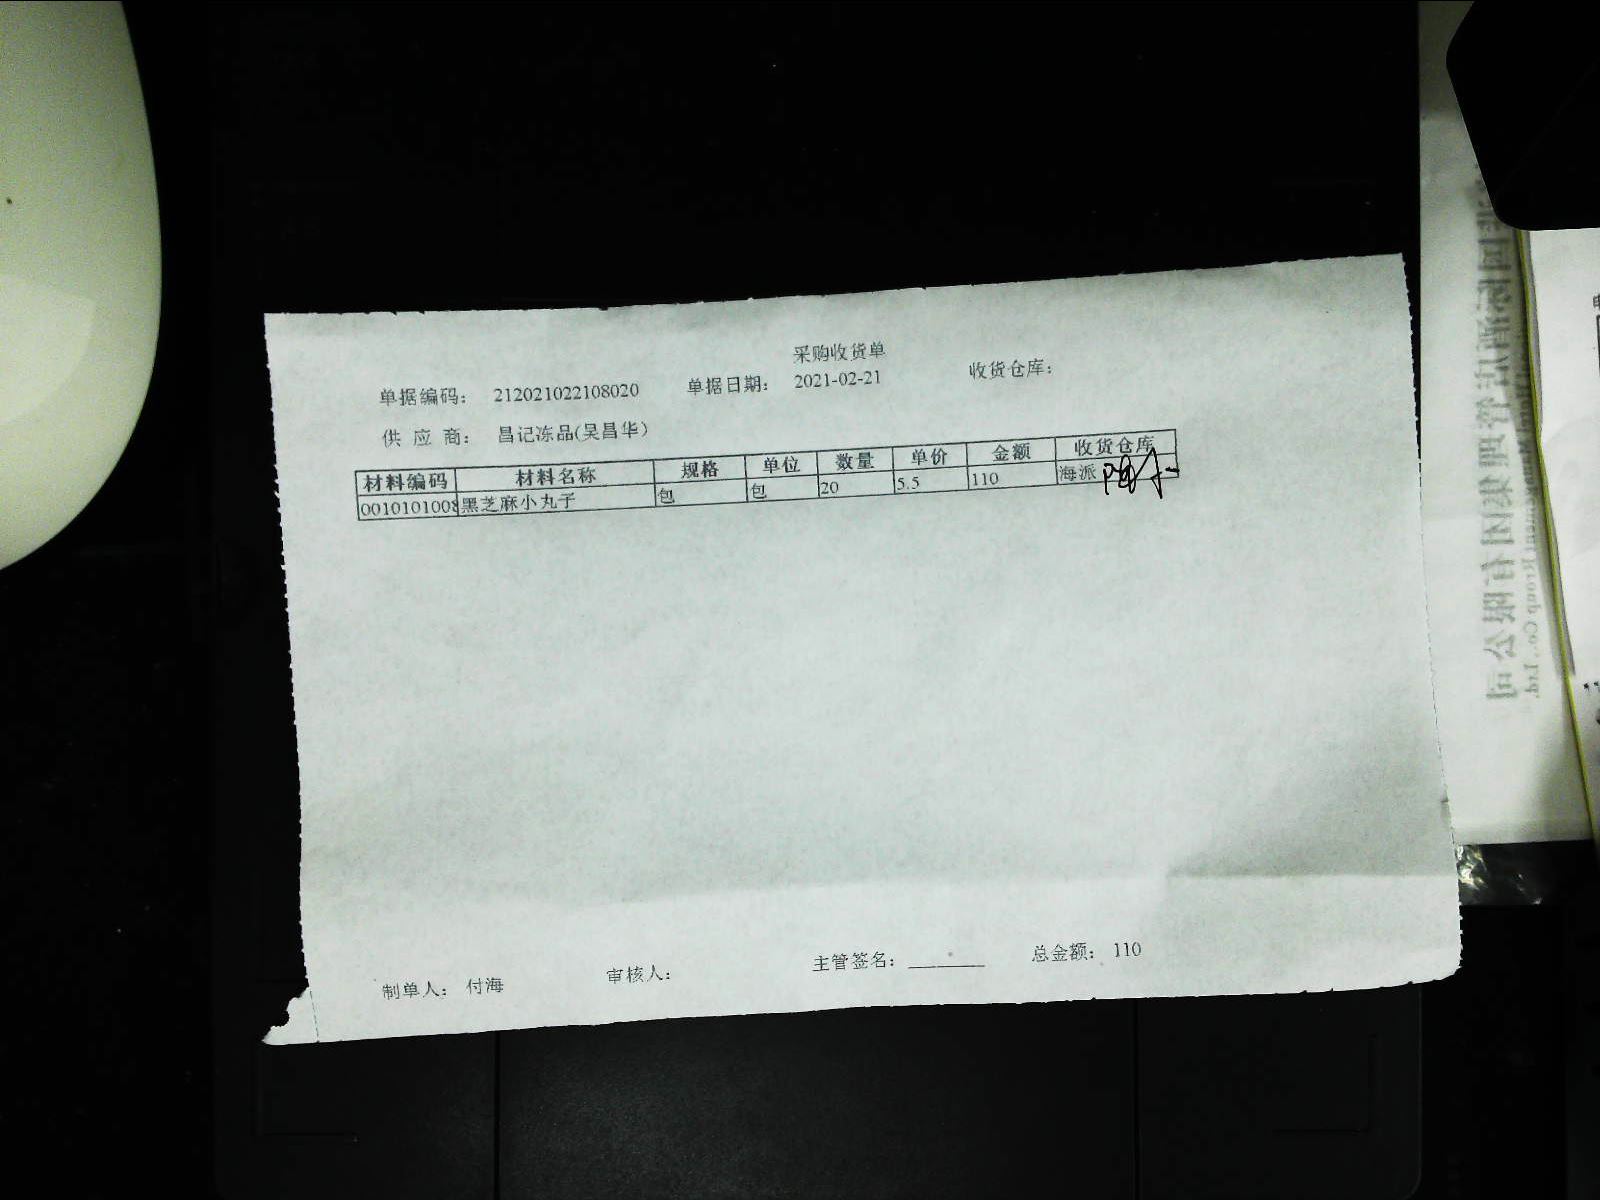 采购收货单
单据编码： 212021022108020 单据日期： 2021-02-21 收货仓库：
供 应 商： 昌记冻品(吴昌华)
材料编码 材料名称 规格 单位 数量 单价 金额 收货仓库
0010101008 黑芝麻小丸子 包 包 20 5.5 110 海派
制单人： 付海 审核人： 主管签名： 总金额： 110